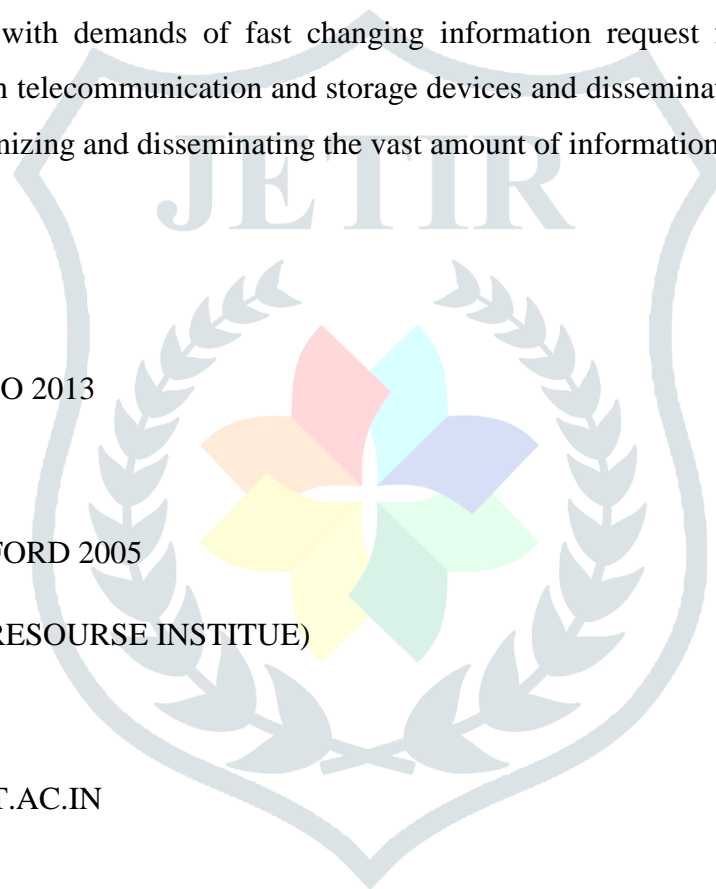 with demands of fast changing information request
n telecommunication and storage devices and disseminat
nizing and disseminating the vast amount of information
JETIR
O 2013
FORD 2005
RESOURSE INSTITUE)
T.AC.IN